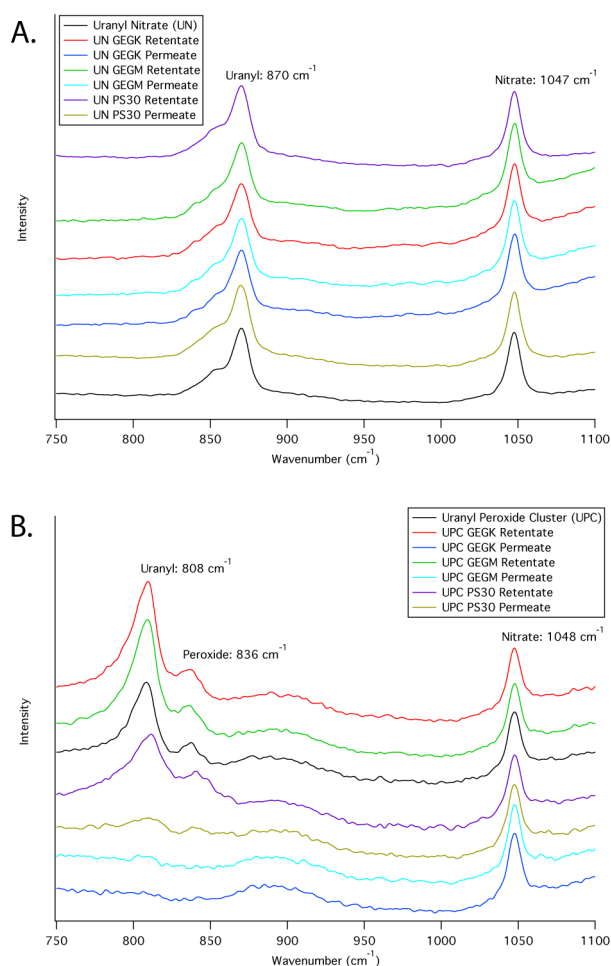 A.
Uranyl Nitrate (UN)
UN GEGK Retentate
UN GEGK Permeate
UN GEGM Retentate
UN GEGM Permeate
UN PS30 Retentate
UN PS30 Permeate
Uranyl: 870 cm⁻¹
Nitrate: 1047 cm⁻¹
Intensity
750 800 850 900 950 1000 1050 1100
Wavenumber (cm⁻¹)
B.
Uranyl Peroxide Cluster (UPC)
UPC GEGK Retentate
UPC GEGK Permeate
UPC GEGM Retentate
UPC GEGM Permeate
UPC PS30 Retentate
UPC PS30 Permeate
Uranyl: 808 cm⁻¹
Peroxide: 836 cm⁻¹
Nitrate: 1048 cm⁻¹
Intensity
750 800 850 900 950 1000 1050 1100
Wavenumber (cm⁻¹)